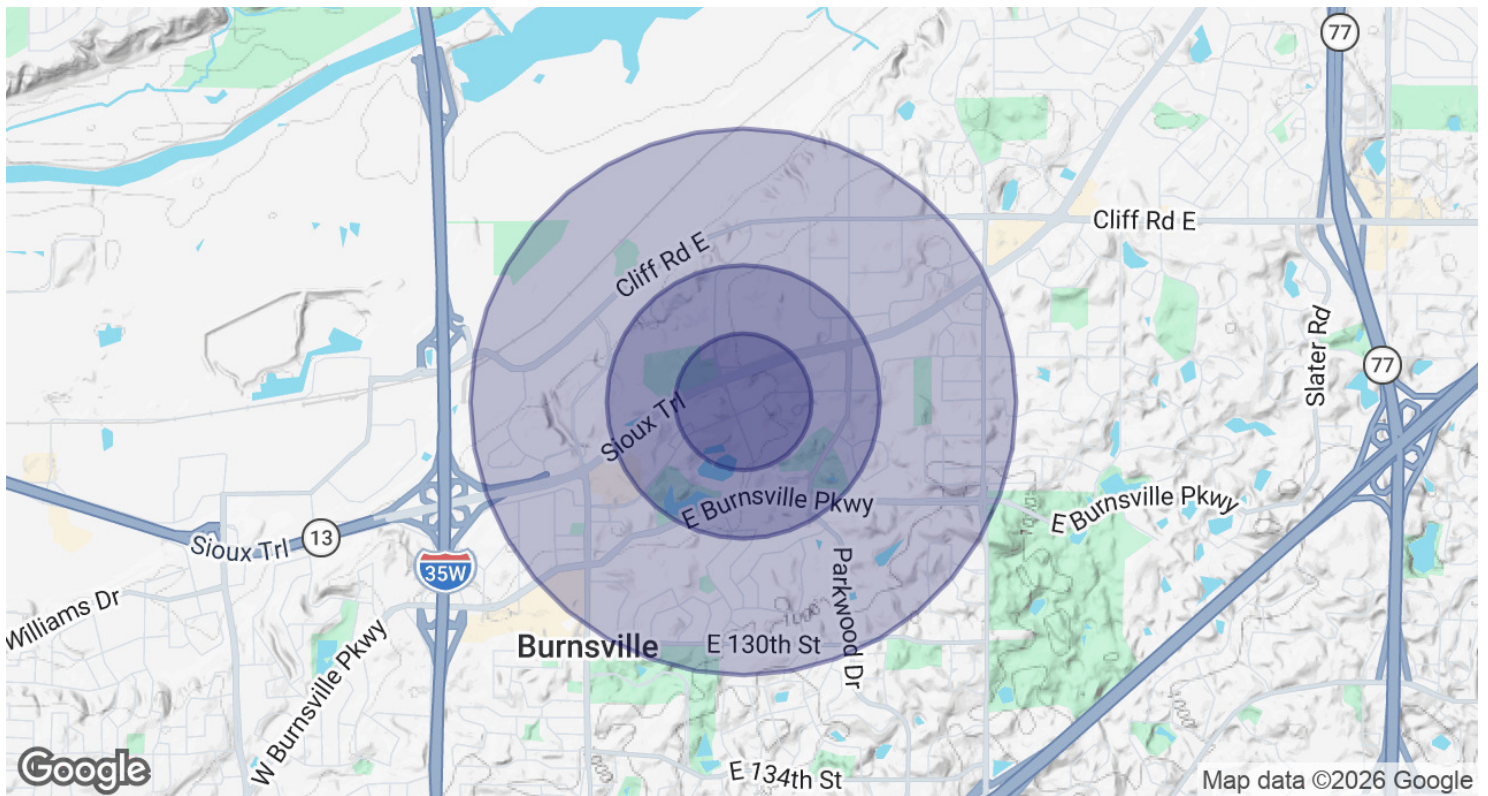 77
Cliff Rd E
Cliff Rd E
Slater Rd
77
Sioux Trl
E Burnsville Pkwy
E Burnsville Pkwy
Sioux Trl
13
35W
Parkwood Dr
Williams Dr
W Burnsville Pkwy
Burnsville
E 130th St
E 134th St
Google
Map data ©2026 Google